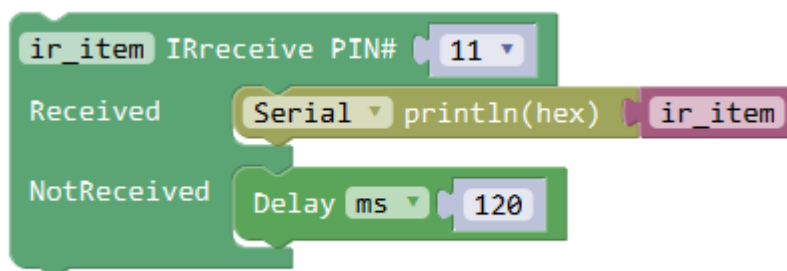 ir_item IRreceive PIN# 11
Received Serial println(hex) ir_item
NotReceived Delay ms 120